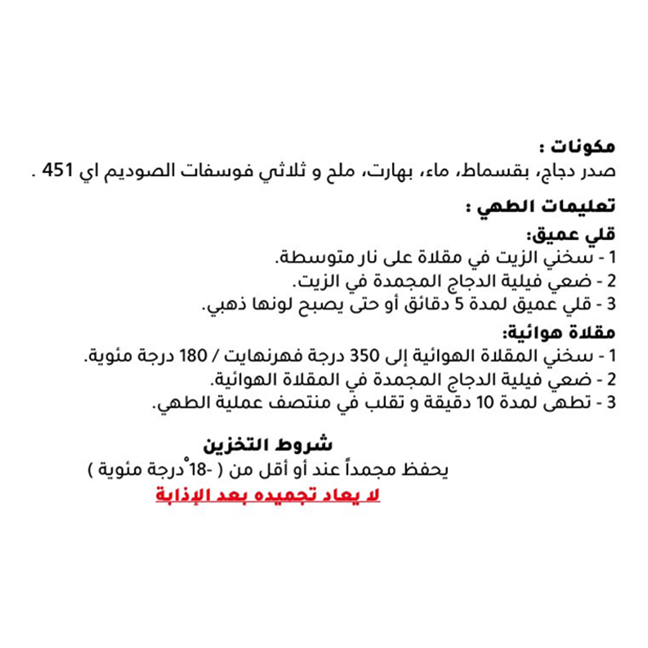 مكونات :
صدر دجاج، بقسماط، ماء، بهارت، ملح و ثلاثي فوسفات الصوديم اي 451 .
تعليمات الطهي :
قلي عميق:
1 - سخني الزيت في مقلاة على نار متوسطة.
2 - ضعي فيلية الدجاج المجمدة في الزيت.
3 - قلي عميق لمدة 5 دقائق أو حتى يصبح لونها ذهبي.
مقلاة هوائية:
1 - سخني المقلاة الهوائية إلى 350 درجة فهرنهايت / 180 درجة مئوية.
2 - ضعي فيلية الدجاج المجمدة في المقلاة الهوائية.
3 - تطهى لمدة 10 دقيقة و تقلب في منتصف عملية الطهي.
شروط التخزين
يحفظ مجمداً عند أو أقل من ( -18 ْدرجة مئوية )
لا يعاد تجميده بعد الإذابة